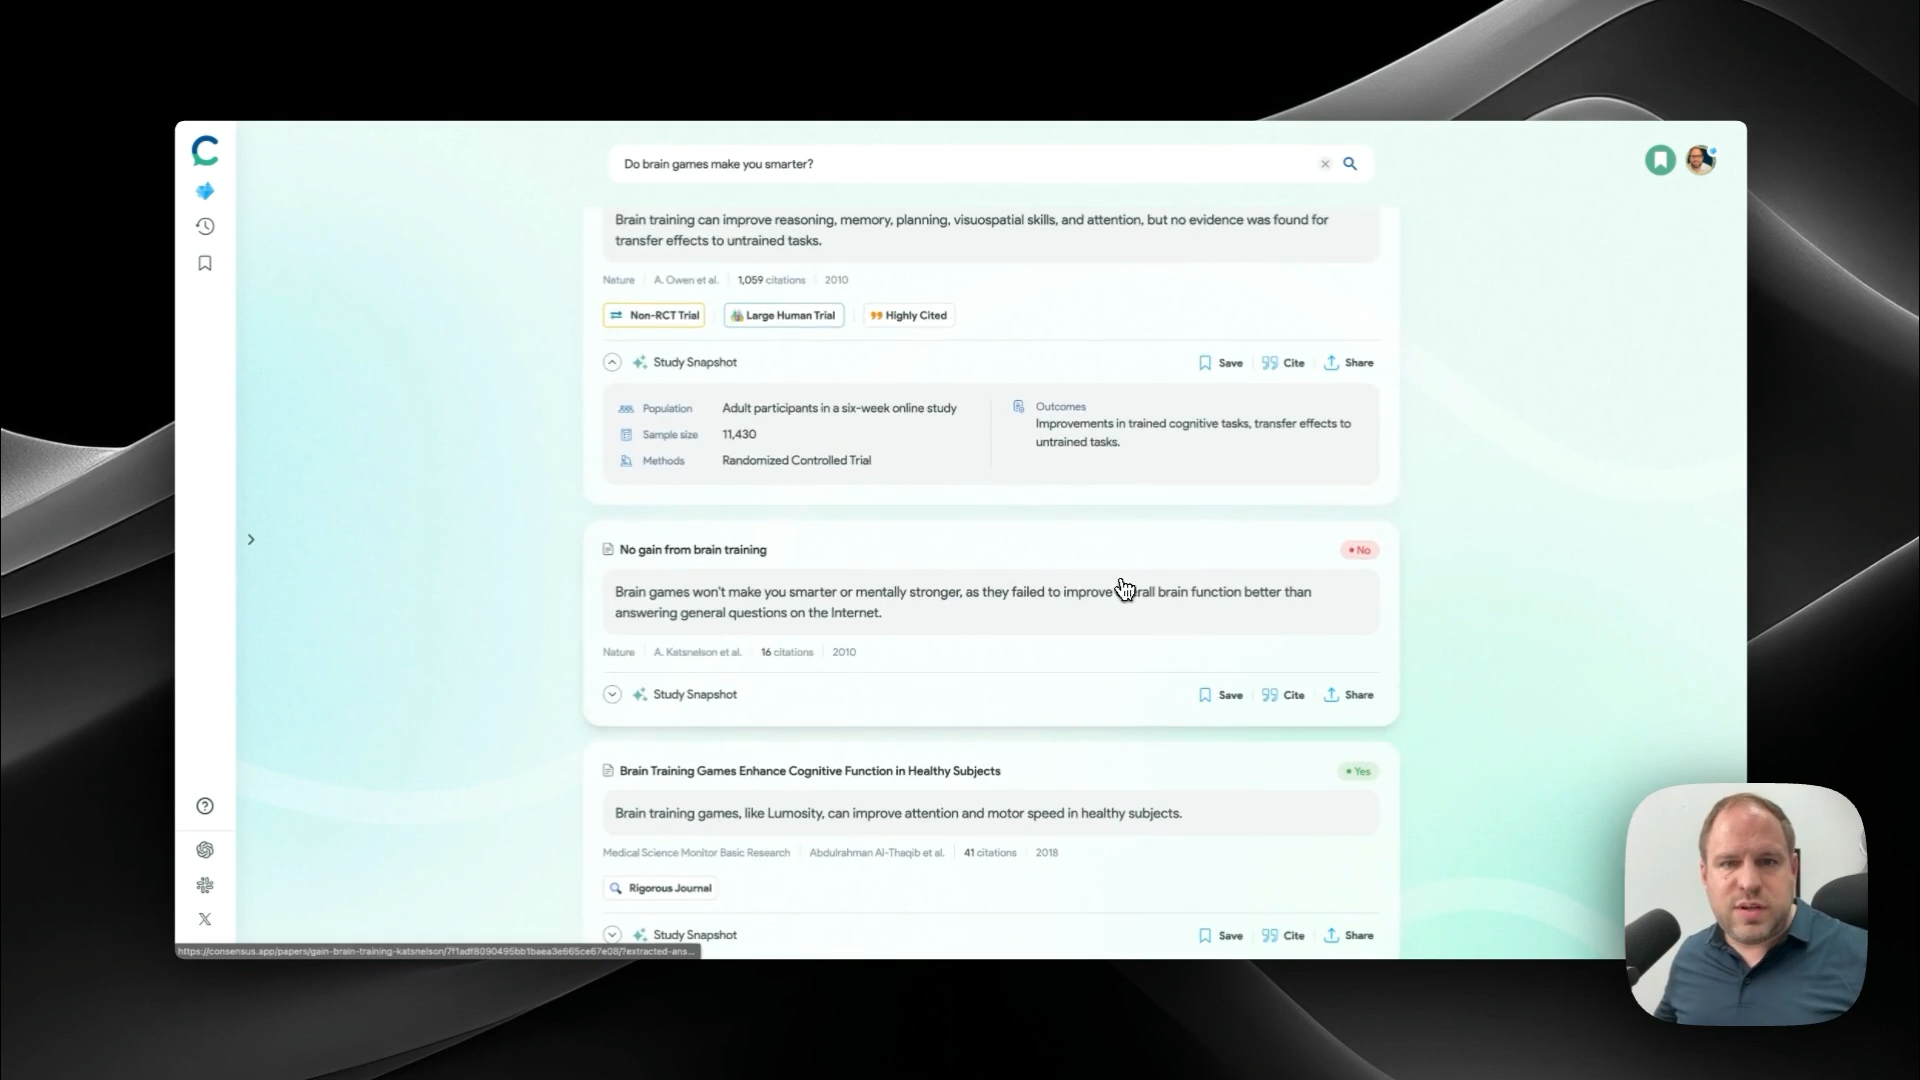 Do brain games make you smarter?
Brain training can improve reasoning, memory, planning, visuospatial skills, and attention, but no evidence was found for
transfer effects to untrained tasks.
Nature A. Owen et al. 1,059 citations 2010
Non-RCT Trial Large Human Trial Highly Cited
Study Snapshot Save Cite Share
Population Adult participants in a six-week online study
Sample size 11,430
Methods Randomized Controlled Trial
Outcomes
Improvements in trained cognitive tasks, transfer effects to
untrained tasks.
No gain from brain training No
Brain games won't make you smarter or mentally stronger, as they failed to improve brain function better than
answering general questions on the Internet.
Nature A. Katsnelson et al. 16 citations 2010
Study Snapshot Save Cite Share
Brain Training Games Enhance Cognitive Function in Healthy Subjects Yes
Brain training games, like Lumosity, can improve attention and motor speed in healthy subjects.
Medical Science Monitor Basic Research Abdulrahman Al-Thaqib et al. 41 citations 2018
Rigorous Journal
Study Snapshot Save Cite Share